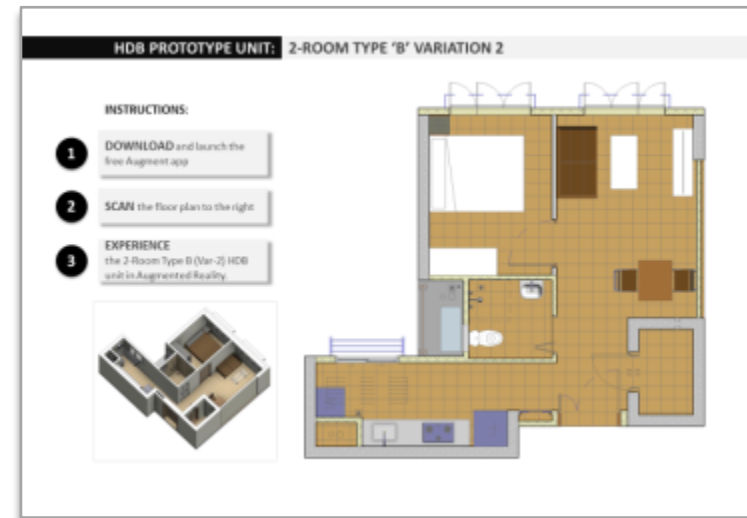 HDB PROTOTYPE UNIT: 2-ROOM TYPE ‘B’ VARIATION 2
INSTRUCTIONS:
1
DOWNLOAD and launch the
free Augment app
2
SCAN the floor plan to the right
3
EXPERIENCE
the 2-Room Type B (Var-2) HDB
unit in Augmented Reality.